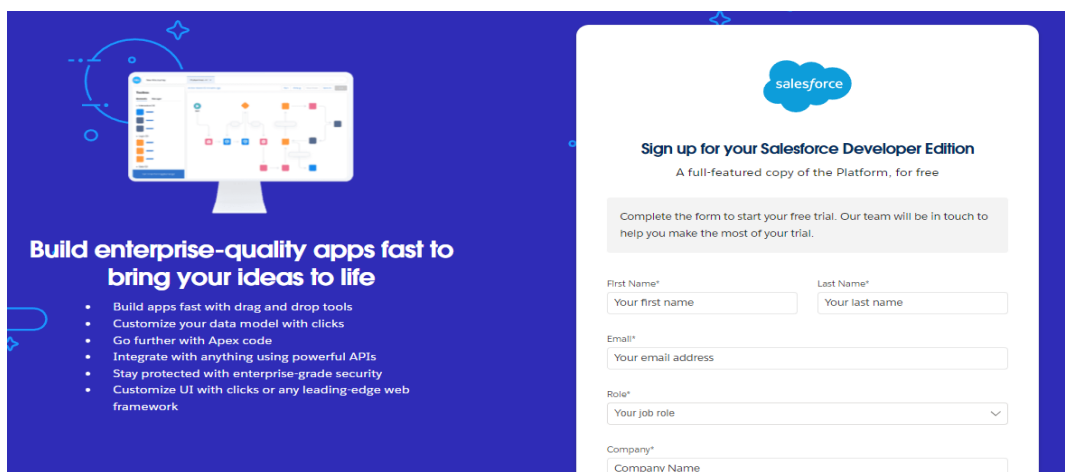 Build enterprise-quality apps fast to
bring your ideas to life
• Build apps fast with drag and drop tools
• Customize your data model with clicks
• Go further with Apex code
• Integrate with anything using powerful APIs
• Stay protected with enterprise-grade security
• Customize UI with clicks or any leading-edge web
framework
salesforce
Sign up for your Salesforce Developer Edition
A full-featured copy of the Platform, for free
Complete the form to start your free trial. Our team will be in touch to
help you make the most of your trial.
First Name* Last Name*
Your first name Your last name
Email*
Your email address
Role*
Your job role
Company*
Company Name